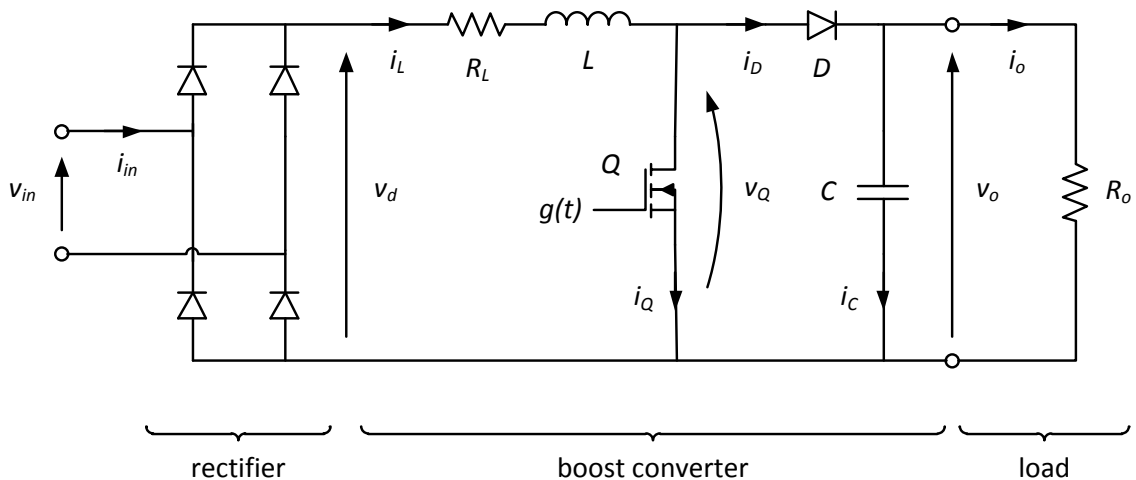 i_L
R_L
L
i_D
D
i_o
i_in
v_in
v_d
Q
g(t)
v_Q
C
v_o
R_o
i_Q
i_C
rectifier
boost converter
load